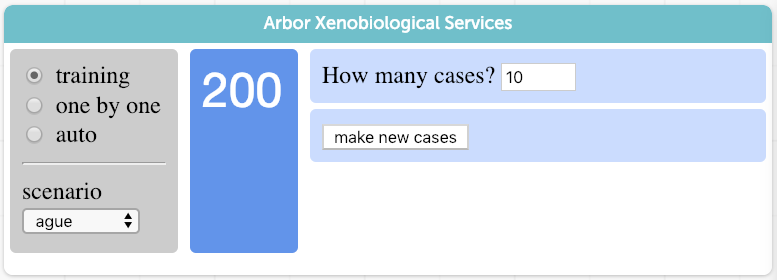 Arbor Xenobiological Services
training
one by one
auto
scenario
ague
200
How many cases? 10
make new cases